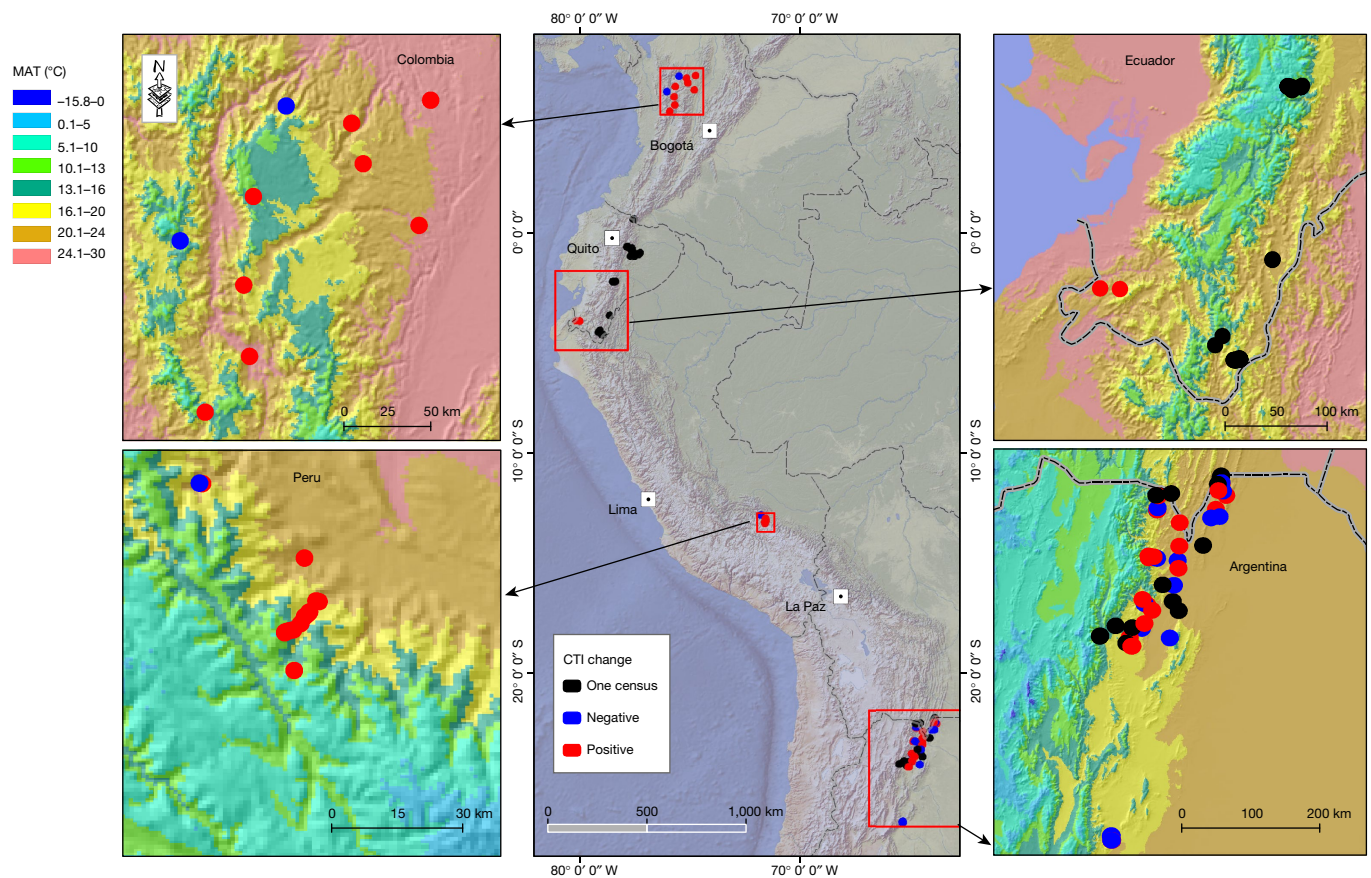 80° 0′ 0″ W
70° 0′ 0″ W
MAT (°C)
–15.8–0
0.1–5
5.1–10
10.1–13
13.1–16
16.1–20
20.1–24
24.1–30
N
Colombia
0
25
50 km
Peru
0
15
30 km
Bogotá
Quito
Lima
La Paz
0° 0′ 0″
10° 0′ 0″ S
20° 0′ 0″ S
CTI change
One census
Negative
Positive
0
500
1,000 km
80° 0′ 0″ W
70° 0′ 0″ W
0° 0′ 0″
10° 0′ 0″ S
20° 0′ 0″ S
Ecuador
0
50
100 km
Argentina
0
100
200 km